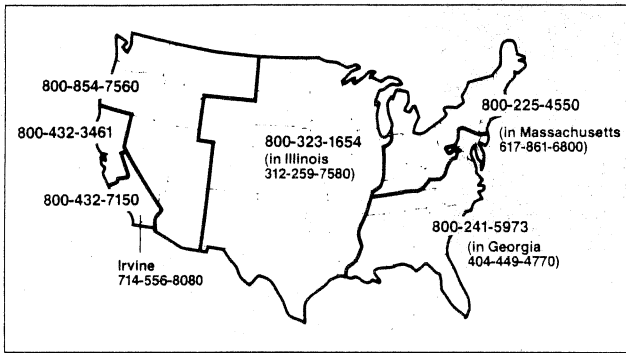 800-854-7560
800-432-3461
800-432-7150
Irvine
714-556-8080
800-323-1654
(in Illinois
312-259-7580)
800-225-4550
(in Massachusetts
617-861-6800)
800-241-5973
(in Georgia
404-449-4770)